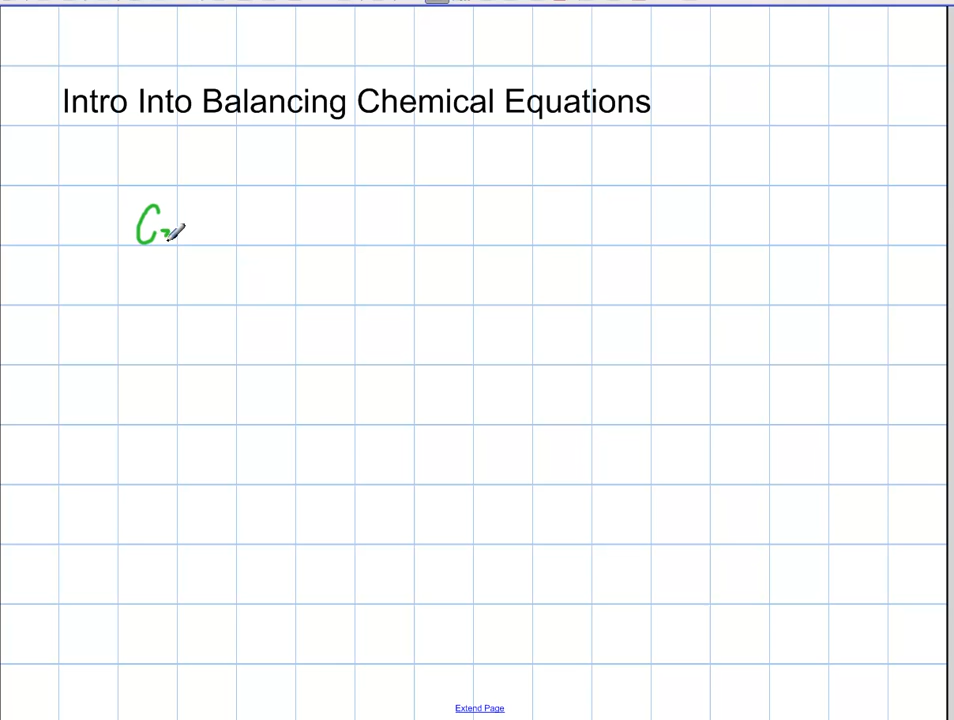 Intro Into Balancing Chemical Equations
C
Extend Page